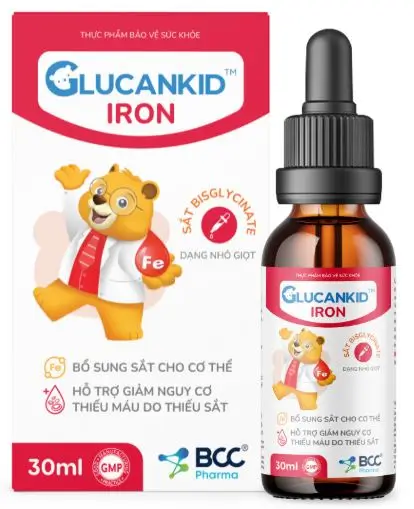 THỰC PHẨM BẢO VỆ SỨC KHỎE
GLUCANKID™
IRON
SẮT BISGLYCINATE
DẠNG NHỎ GIỌT
Fe
Fe
BỔ SUNG SẮT CHO CƠ THỂ
HỖ TRỢ GIẢM NGUY CƠ
THIẾU MÁU DO THIẾU SẮT
30ml
GMP
BCC®
Pharma
THỰC PHẨM BẢO VỆ SỨC KHỎE
GLUCANKID™
IRON
SẮT BISGLYCINATE
DẠNG NHỎ GIỌT
Fe
BỔ SUNG SẮT CHO CƠ THỂ
HỖ TRỢ GIẢM NGUY CƠ
THIẾU MÁU DO THIẾU SẮT
30ml
GMP
BCC
Pharma